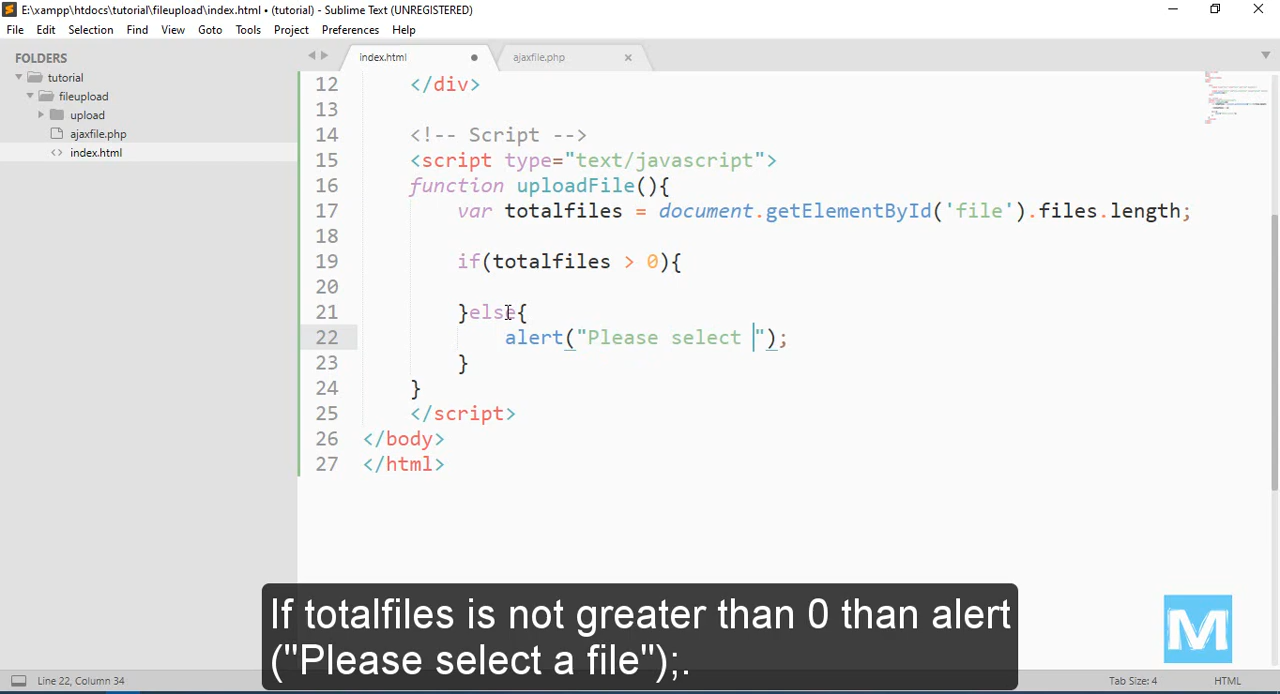 E:\xampp\htdocs\tutorial\fileupload\index.html • (tutorial) - Sublime Text (UNREGISTERED)
File Edit Selection Find View Goto Tools Project Preferences Help
FOLDERS
tutorial
fileupload
upload
ajaxfile.php
index.html
index.html
ajaxfile.php
12 </div>
13
14 <!-- Script -->
15 <script type="text/javascript">
16 function uploadFile(){
17 var totalfiles = document.getElementById('file').files.length;
18
19 if(totalfiles > 0){
20
21 }else{
22 alert("Please select ");
23 }
24 }
25 </script>
26 </body>
27 </html>
If totalfiles is not greater than 0 than alert
("Please select a file");.
M
Line 22, Column 34
Tab Size: 4
HTML